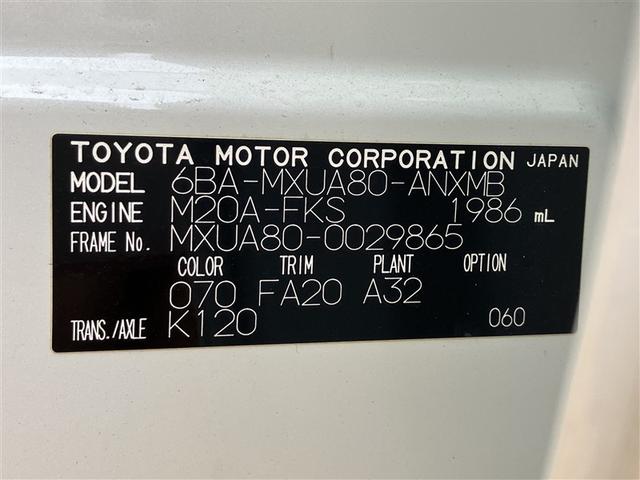 TOYOTA MOTOR CORPORATION JAPAN
MODEL 6BA-MXUA80-ANXMB
ENGINE M20A-FKS 1986 mL
FRAME No. MXUA80-0029865
COLOR TRIM PLANT OPTION
070 FA20 A32
TRANS./AXLE K120 060